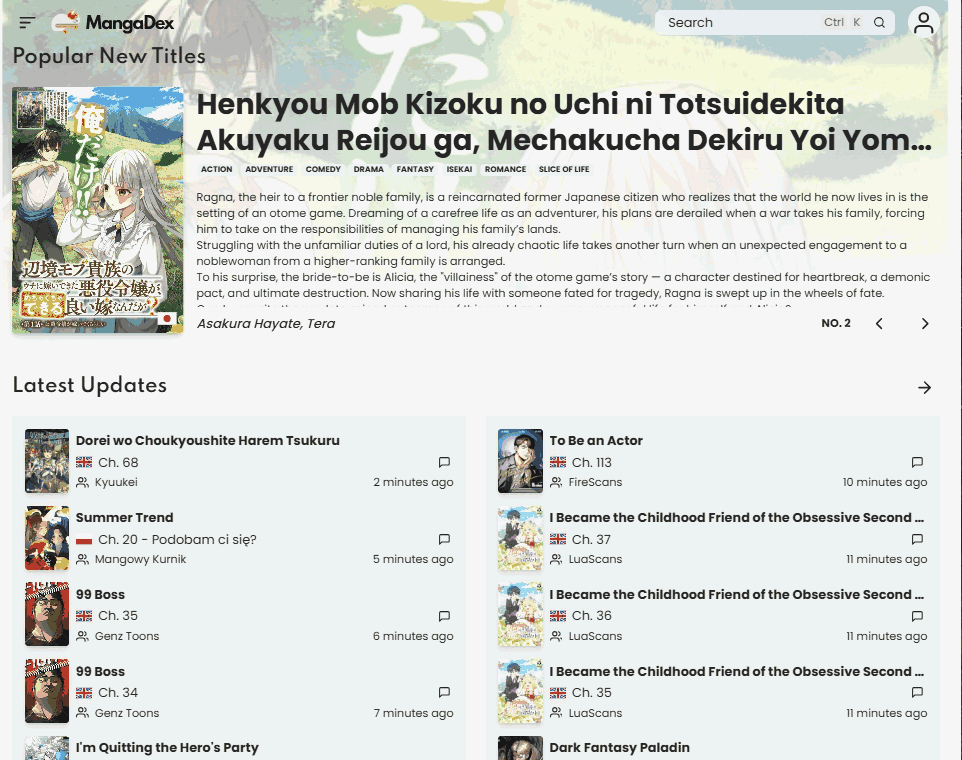 MangaDex
Search
Ctrl K
Popular New Titles
Henkyou Mob Kizoku no Uchi ni Totsuidekita
Akuyaku Reijou ga, Mechakucha Dekiru Yoi Yom...
ACTION ADVENTURE COMEDY DRAMA FANTASY ISEKAI ROMANCE SLICE OF LIFE
Ragna, the heir to a frontier noble family, is a reincarnated former Japanese citizen who realizes that the world he now lives in is the
setting of an otome game. Dreaming of a carefree life as an adventurer, his plans are derailed when a war takes his family, forcing
him to take on the responsibilities of managing his family’s lands.
Struggling with the unfamiliar duties of a lord, his already chaotic life takes another turn when an unexpected engagement to a
noblewoman from a higher-ranking family is arranged.
To his surprise, the bride-to-be is Alicia, the "villainess" of the otome game’s story — a character destined for heartbreak, a demonic
pact, and ultimate destruction. Now sharing his life with someone fated for tragedy, Ragna is swept up in the wheels of fate.
俺だけ!!
辺境モブ貴族の
ウチに嫁いできた
悪役令嬢が、
できる良い嫁なんだが?
Asakura Hayate, Tera
NO. 2
Latest Updates
Dorei wo Choukyoushite Harem Tsukuru
Ch. 68
Kyuukei
2 minutes ago
Summer Trend
Ch. 20 - Podobam ci się?
Mangowy Kurnik
5 minutes ago
99 Boss
Ch. 35
Genz Toons
6 minutes ago
99 Boss
Ch. 34
Genz Toons
7 minutes ago
I'm Quitting the Hero's Party
To Be an Actor
Ch. 113
FireScans
10 minutes ago
I Became the Childhood Friend of the Obsessive Second ...
Ch. 37
LuaScans
11 minutes ago
I Became the Childhood Friend of the Obsessive Second ...
Ch. 36
LuaScans
11 minutes ago
I Became the Childhood Friend of the Obsessive Second ...
Ch. 35
LuaScans
11 minutes ago
Dark Fantasy Paladin